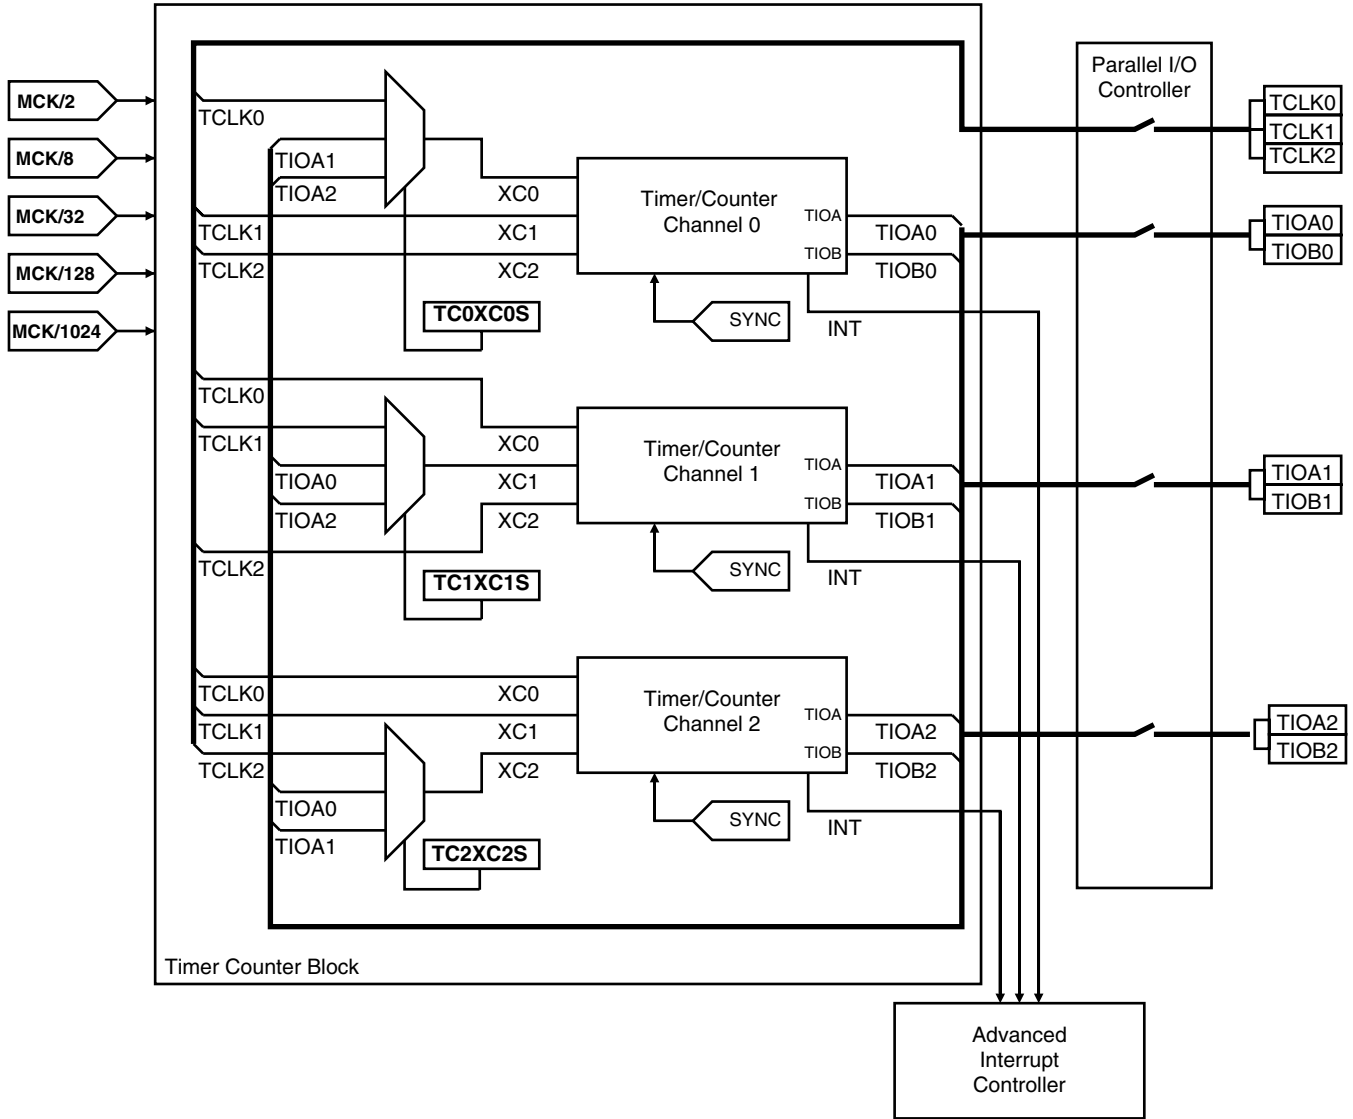 MCK/2
MCK/8
MCK/32
MCK/128
MCK/1024
TCLK0
TIOA1
TIOA2
TCLK1
TCLK2
XC0
XC1
XC2
Timer/Counter
Channel 0
TIOA
TIOB
TIOA0
TIOB0
TC0XC0S
SYNC
INT
TCLK0
TCLK1
TIOA0
TIOA2
TCLK2
XC0
XC1
XC2
Timer/Counter
Channel 1
TIOA
TIOB
TIOA1
TIOB1
TC1XC1S
SYNC
INT
TCLK0
TCLK1
TCLK2
TIOA0
TIOA1
XC0
XC1
XC2
Timer/Counter
Channel 2
TIOA
TIOB
TIOA2
TIOB2
TC2XC2S
SYNC
INT
Timer Counter Block
Parallel I/O
Controller
TCLK0
TCLK1
TCLK2
TIOA0
TIOB0
TIOA1
TIOB1
TIOA2
TIOB2
Advanced
Interrupt
Controller